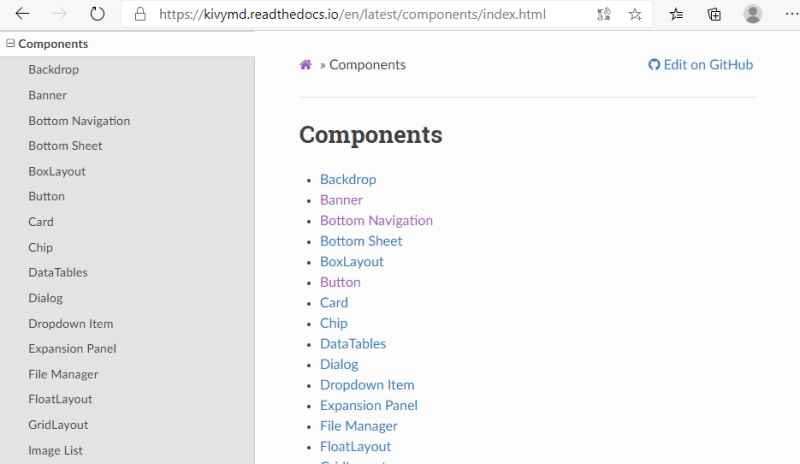 https://kivymd.readthedocs.io/en/latest/components/index.html
Components
Backdrop
Banner
Bottom Navigation
Bottom Sheet
BoxLayout
Button
Card
Chip
DataTables
Dialog
Dropdown Item
Expansion Panel
File Manager
FloatLayout
GridLayout
Image List
» Components
Edit on GitHub
Components
Backdrop
Banner
Bottom Navigation
Bottom Sheet
BoxLayout
Button
Card
Chip
DataTables
Dialog
Dropdown Item
Expansion Panel
File Manager
FloatLayout